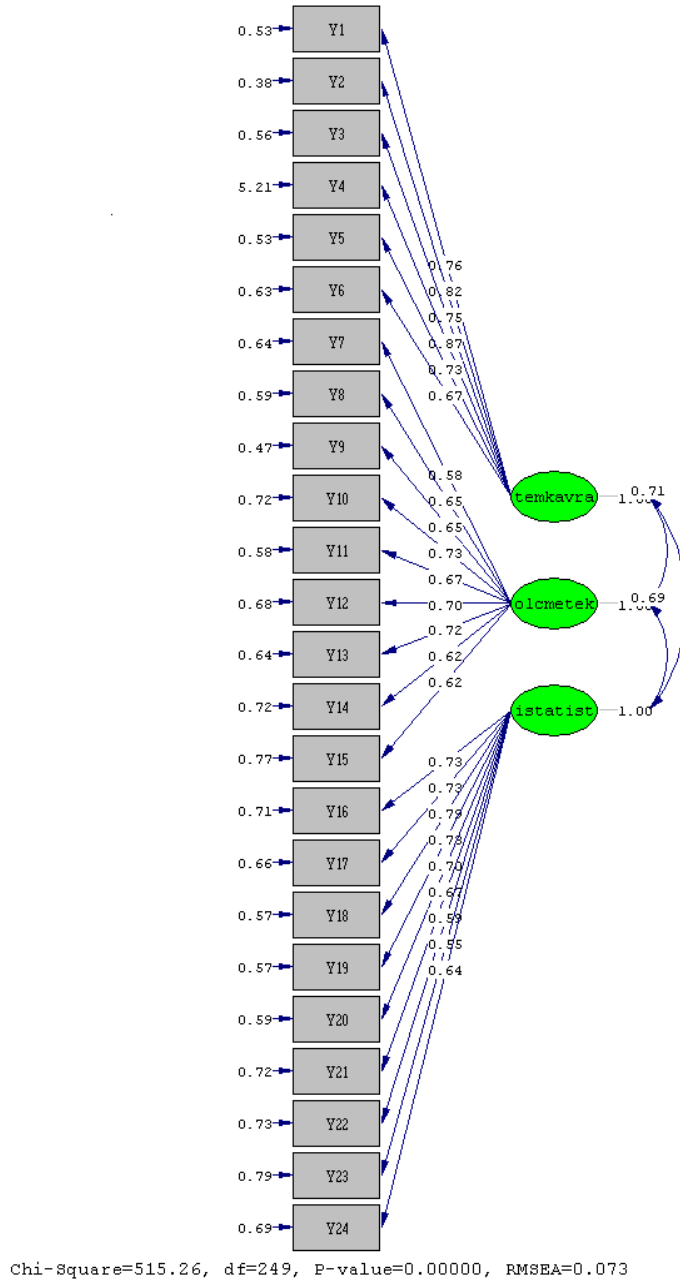 0.53 Y1
0.38 Y2
0.56 Y3
5.21 Y4
0.53 Y5
0.63 Y6
0.64 Y7
0.59 Y8
0.47 Y9
0.72 Y10
0.58 Y11
0.68 Y12
0.64 Y13
0.72 Y14
0.77 Y15
0.71 Y16
0.66 Y17
0.57 Y18
0.57 Y19
0.59 Y20
0.72 Y21
0.73 Y22
0.79 Y23
0.69 Y24
0.76
0.82
0.75
0.87
0.73
0.67
0.58
0.65
0.65
0.73
0.67
0.70
0.72
0.62
0.62
0.73
0.73
0.79
0.78
0.70
0.67
0.59
0.55
0.64
temkavra
0.71
olcmetek
0.69
istatist 1.00
Chi-Square=515.26, df=249, P-value=0.00000, RMSEA=0.073